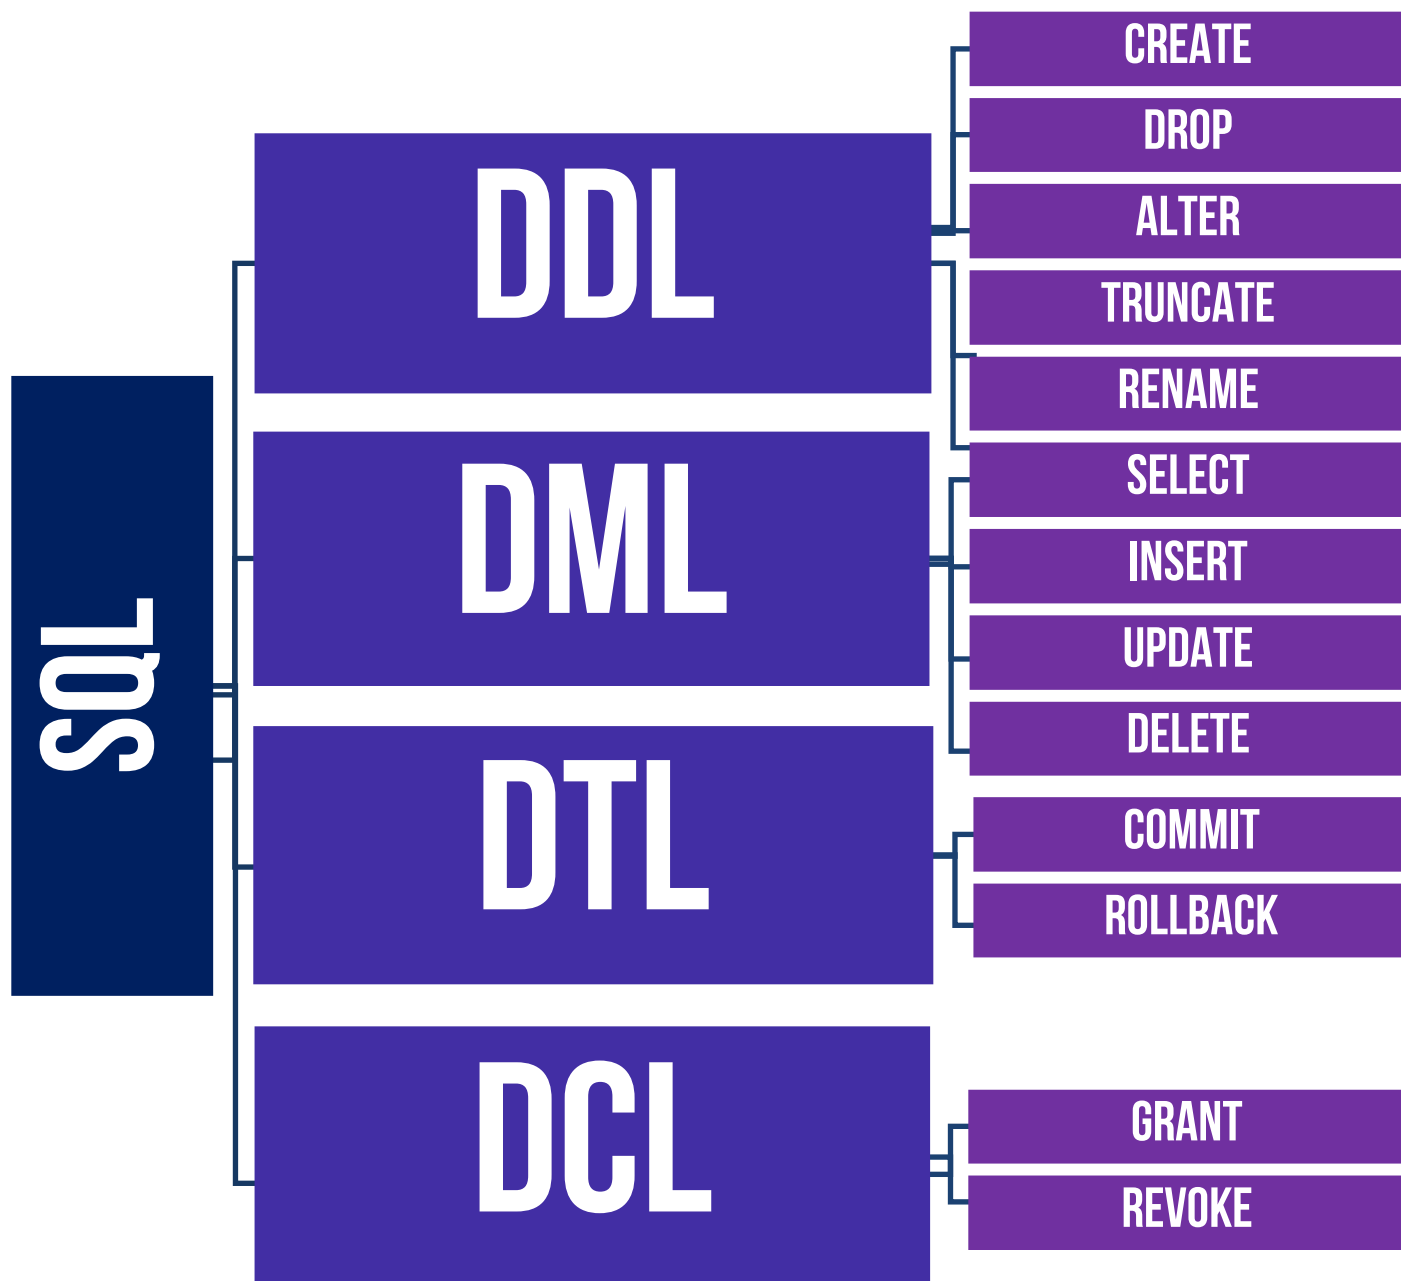 SQL
DDL
CREATE
DROP
ALTER
TRUNCATE
RENAME
DML
SELECT
INSERT
UPDATE
DELETE
DTL
COMMIT
ROLLBACK
DCL
GRANT
REVOKE